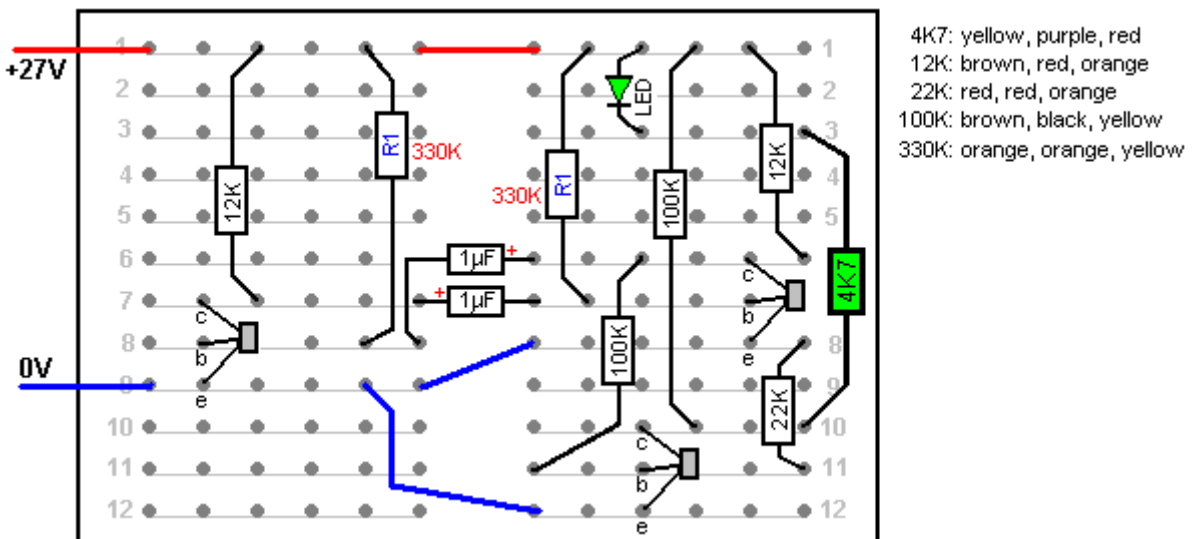 4K7: yellow, purple, red
12K: brown, red, orange
22K: red, red, orange
100K: brown, black, yellow
330K: orange, orange, yellow
+27V
0V
1
2
3
4
5
6
7
8
9
10
11
12
12K
c
b
e
R1
330K
1µF
+
+
1µF
330K
R1
LED
100K
100K
12K
c
b
e
4K7
22K
c
b
e
1
2
3
4
5
6
7
8
9
10
11
12